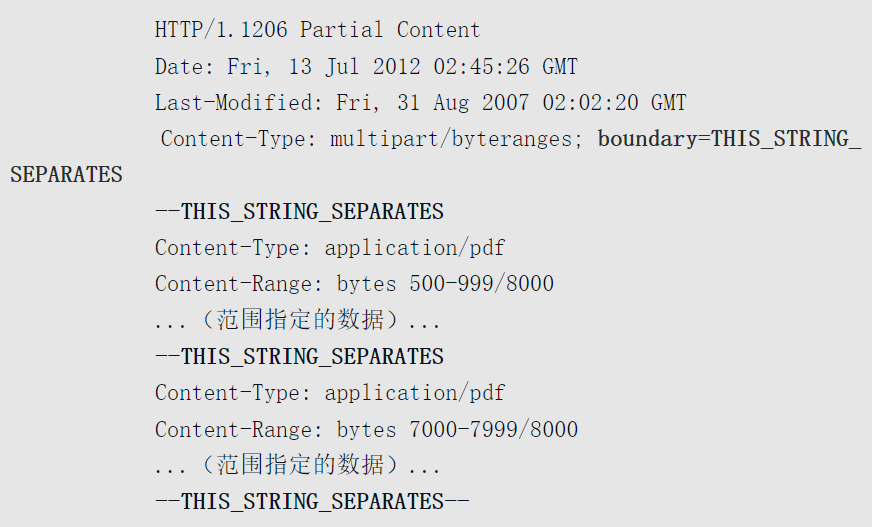 HTTP/1.1206 Partial Content
Date: Fri, 13 Jul 2012 02:45:26 GMT
Last-Modified: Fri, 31 Aug 2007 02:02:20 GMT
Content-Type: multipart/byteranges; boundary=THIS_STRING_
SEPARATES
--THIS_STRING_SEPARATES
Content-Type: application/pdf
Content-Range: bytes 500-999/8000
...（范围指定的数据）...
--THIS_STRING_SEPARATES
Content-Type: application/pdf
Content-Range: bytes 7000-7999/8000
...（范围指定的数据）...
--THIS_STRING_SEPARATES--